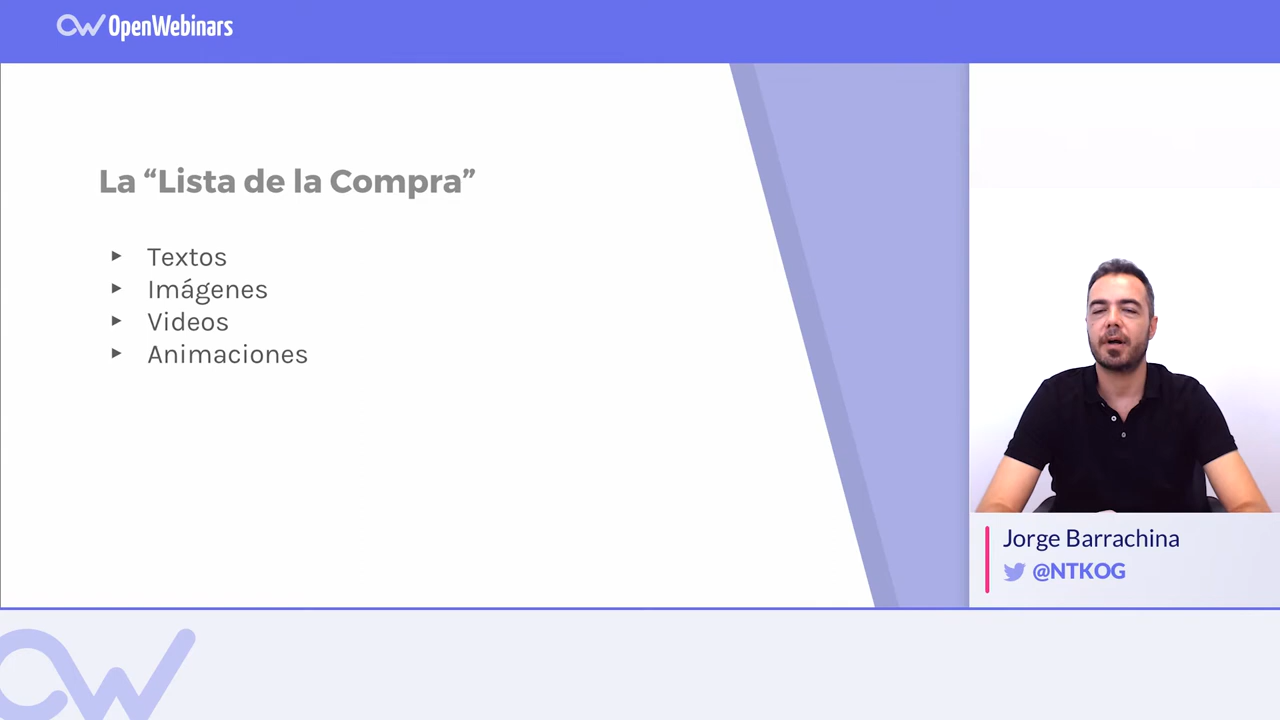 OpenWebinars
La “Lista de la Compra”
▸ Textos
▸ Imágenes
▸ Videos
▸ Animaciones
Jorge Barrachina
@NTKOG